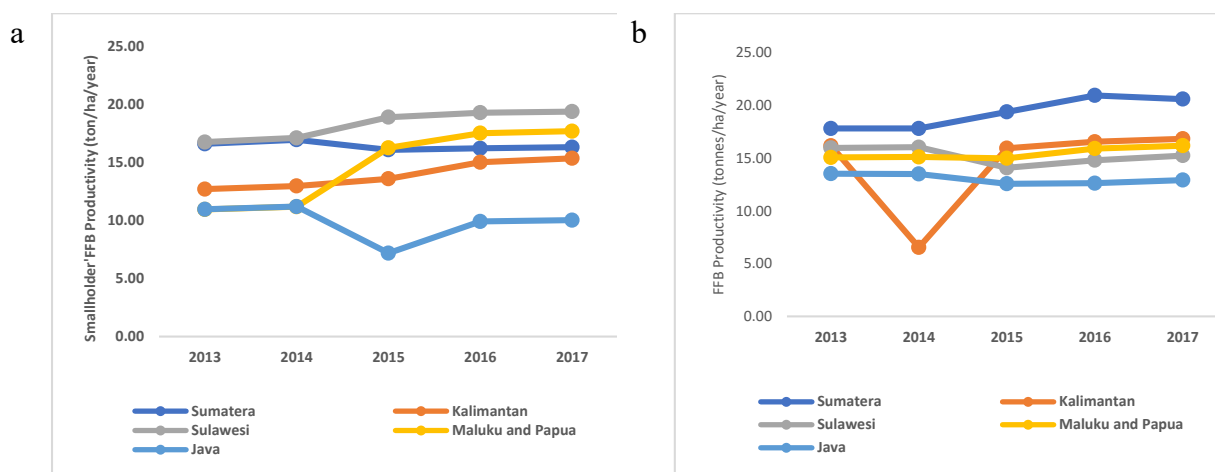 a
Smallholder'FFB Productivity (ton/ha/year)
25.00
20.00
15.00
10.00
5.00
0.00
2013 2014 2015 2016 2017
Sumatera Kalimantan
Sulawesi Maluku and Papua
Java
b
FFB Productivity (tonnes/ha/year)
25.00
20.00
15.00
10.00
5.00
0.00
2013 2014 2015 2016 2017
Sumatera Kalimantan
Sulawesi Maluku and Papua
Java